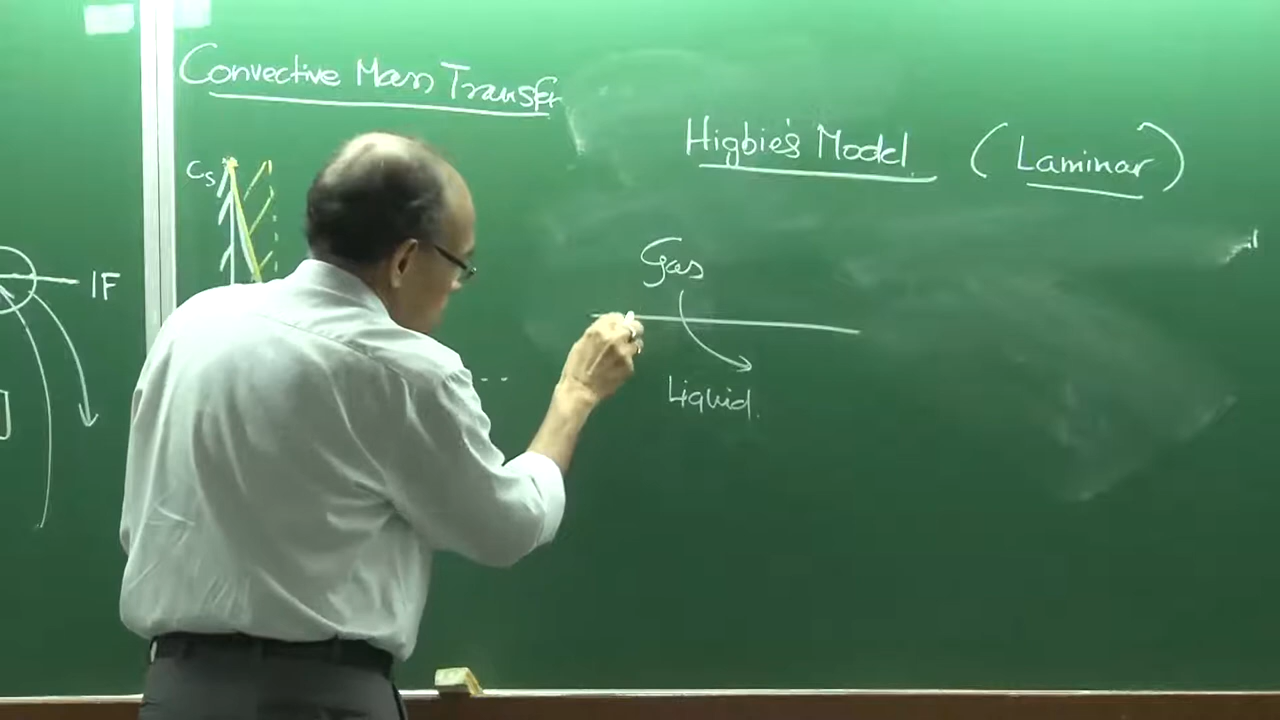 Convective Mass Transfer
Higbie's Model (Laminar)
Cs
Gas
IF
Liquid.